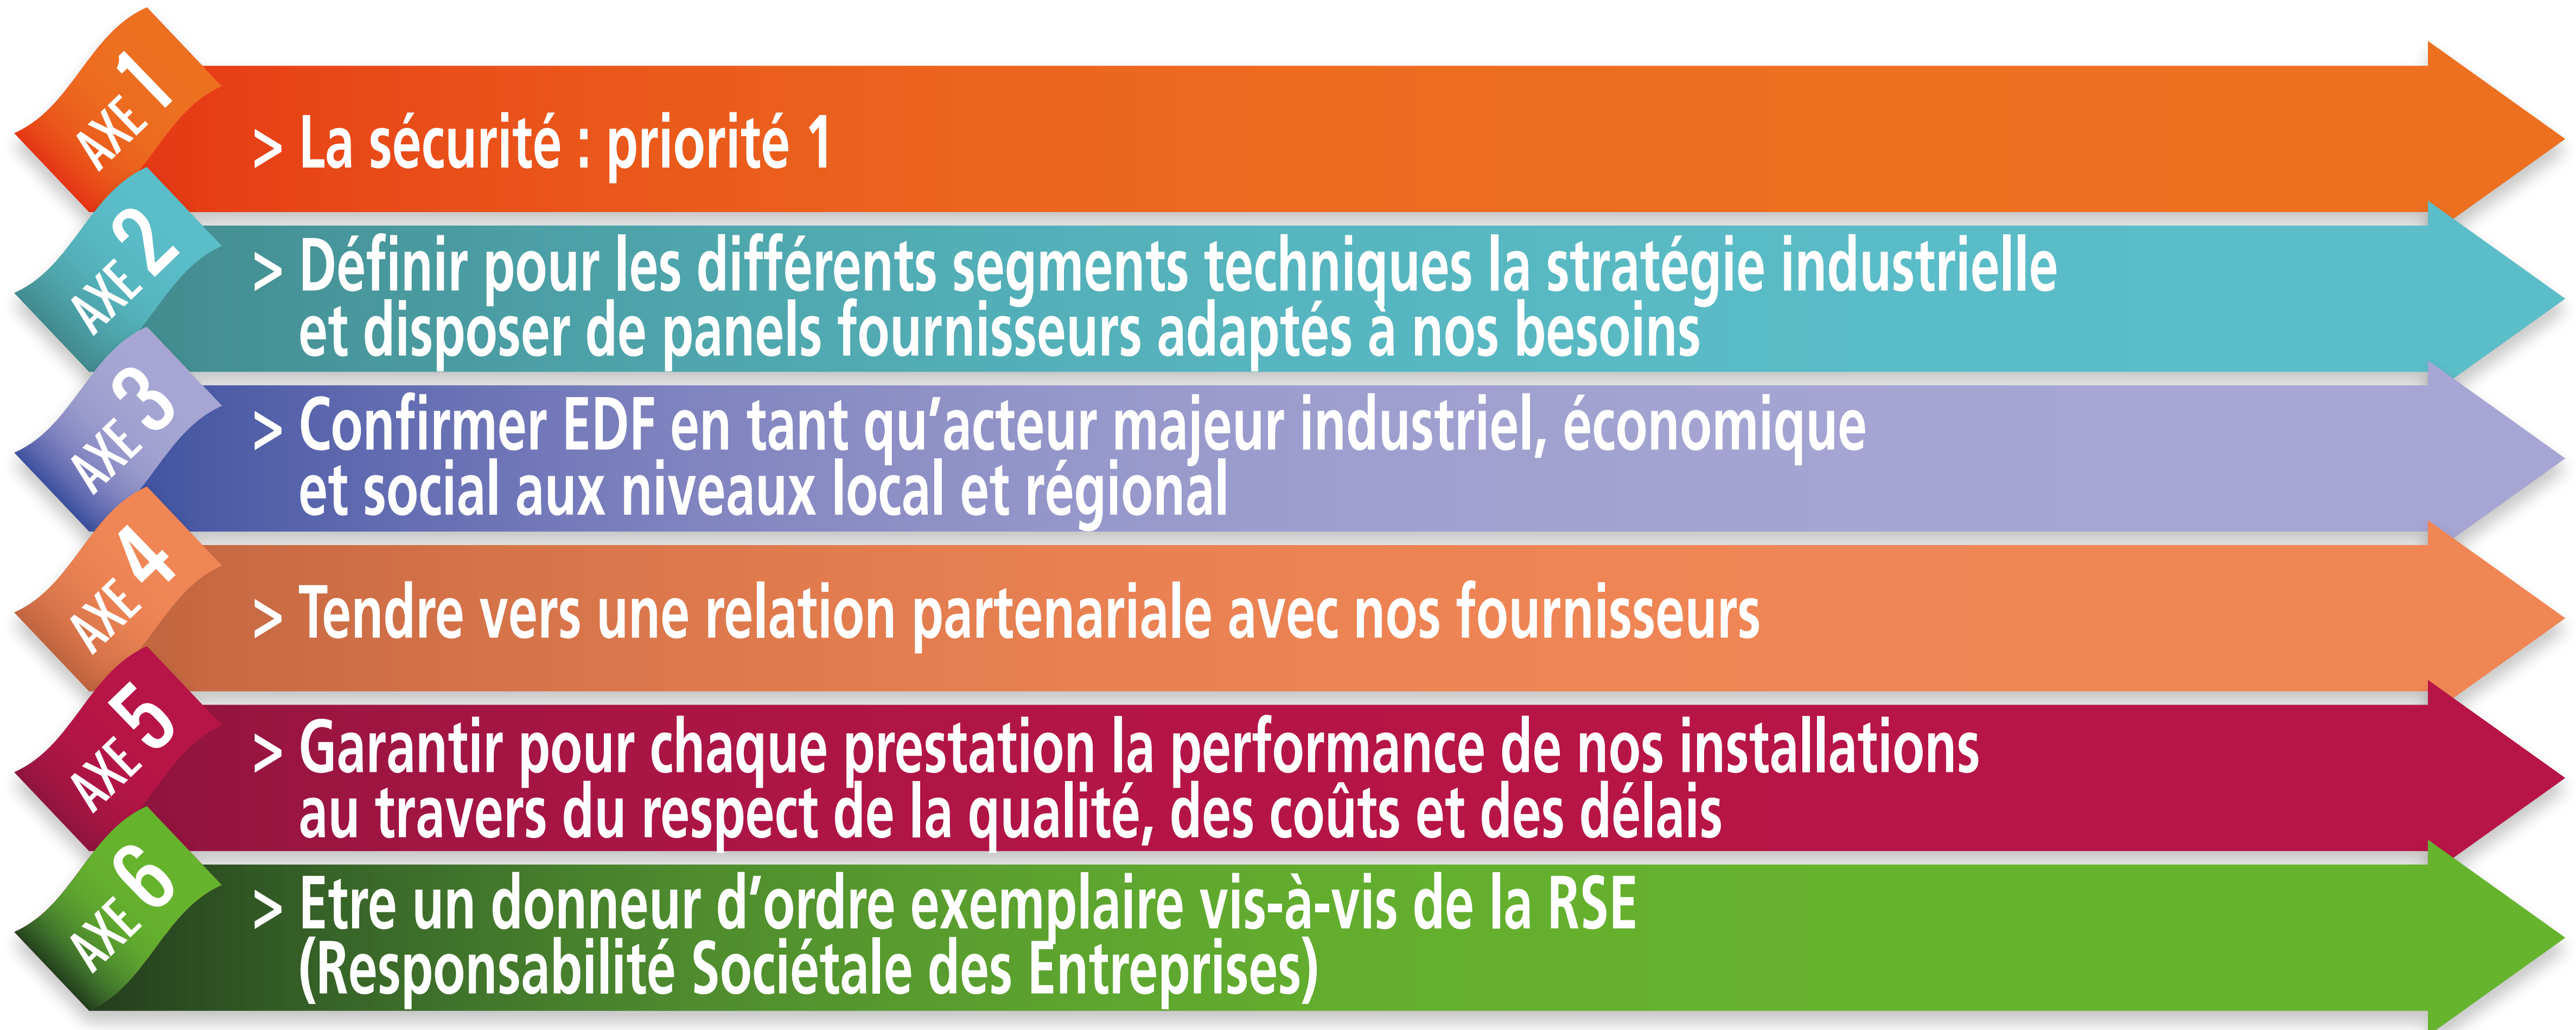 AXE 1
> La sécurité : priorité 1
AXE 2
> Définir pour les différents segments techniques la stratégie industrielle
et disposer de panels fournisseurs adaptés à nos besoins
AXE 3
> Confirmer EDF en tant qu’acteur majeur industriel, économique
et social aux niveaux local et régional
AXE 4
> Tendre vers une relation partenariale avec nos fournisseurs
AXE 5
> Garantir pour chaque prestation la performance de nos installations
au travers du respect de la qualité, des coûts et des délais
AXE 6
> Etre un donneur d’ordre exemplaire vis-à-vis de la RSE
(Responsabilité Sociétale des Entreprises)